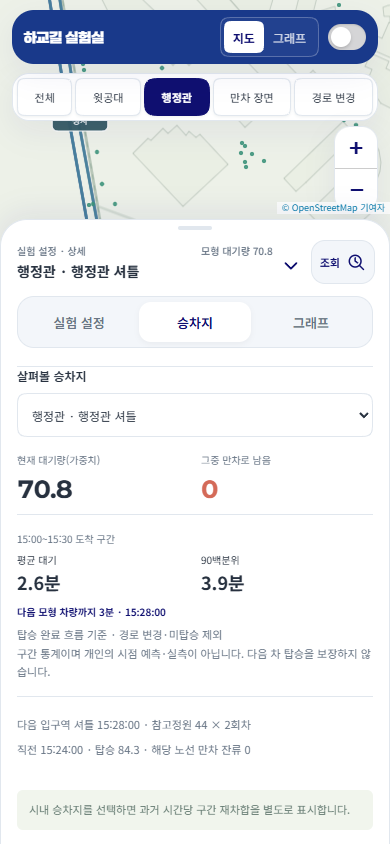 하교길 실험실
지도
그래프
전체
윗공대
행정관
만차 장면
경로 변경
+
−
© OpenStreetMap 기여자
실험 설정 · 상세
모형 대기량 70.8
행정관 · 행정관 셔틀
조회
실험 설정
승차지
그래프
살펴볼 승차지
행정관 · 행정관 셔틀
현재 대기량(가중치)
그중 만차로 남음
70.8
0
15:00~15:30 도착 구간
평균 대기
90백분위
2.6분
3.9분
다음 모형 차량까지 3분 · 15:28:00
탑승 완료 흐름 기준 · 경로 변경·미탑승 제외
구간 통계이며 개인의 시점 예측·실측이 아닙니다. 다음 차 탑승을 보장하지 않
습니다.
다음 입구역 셔틀 15:28:00 · 참고정원 44 × 2회차
직전 15:24:00 · 탑승 84.3 · 해당 노선 만차 잔류 0
시내 승차지를 선택하면 과거 시간당 구간 재차합을 별도로 표시합니다.